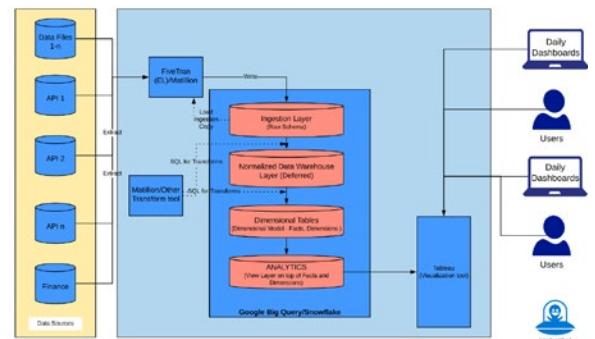 Data Files
1-n
API 1
API 2
API n
Finance
Data Sources
Extract
Extract
FiveTran
(EL)/Matillion
Write
Load
Ingestion
Copy
SQL for Transforms
SQL for Transforms
Matillion/Other
Transform tool
Ingestion Layer
(Raw Schema)
Normalized Data Warehouse
Layer (Deferred)
Dimensional Tables
(Dimensional Model - Facts, Dimensions )
ANALYTICS
(View Layer on top of Facts and
Dimensions)
Google Big Query/Snowflake
Tableau
(Visualization tool)
Daily
Dashboards
Users
Daily
Dashboards
Users